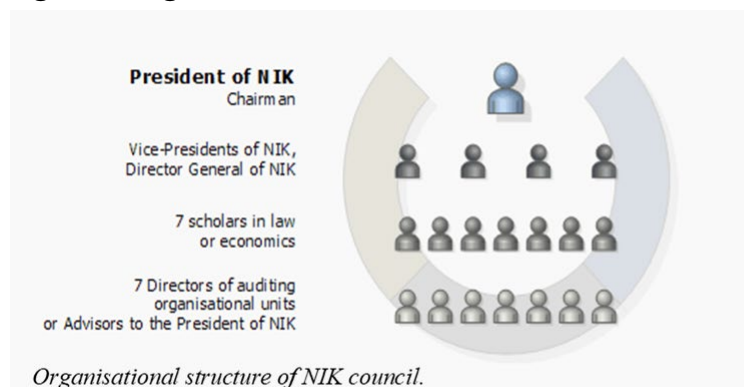 President of NIK
Chairman
Vice-Presidents of NIK,
Director General of NIK
7 scholars in law
or economics
7 Directors of auditing
organisational units
or Advisors to the President of NIK
Organisational structure of NIK council.